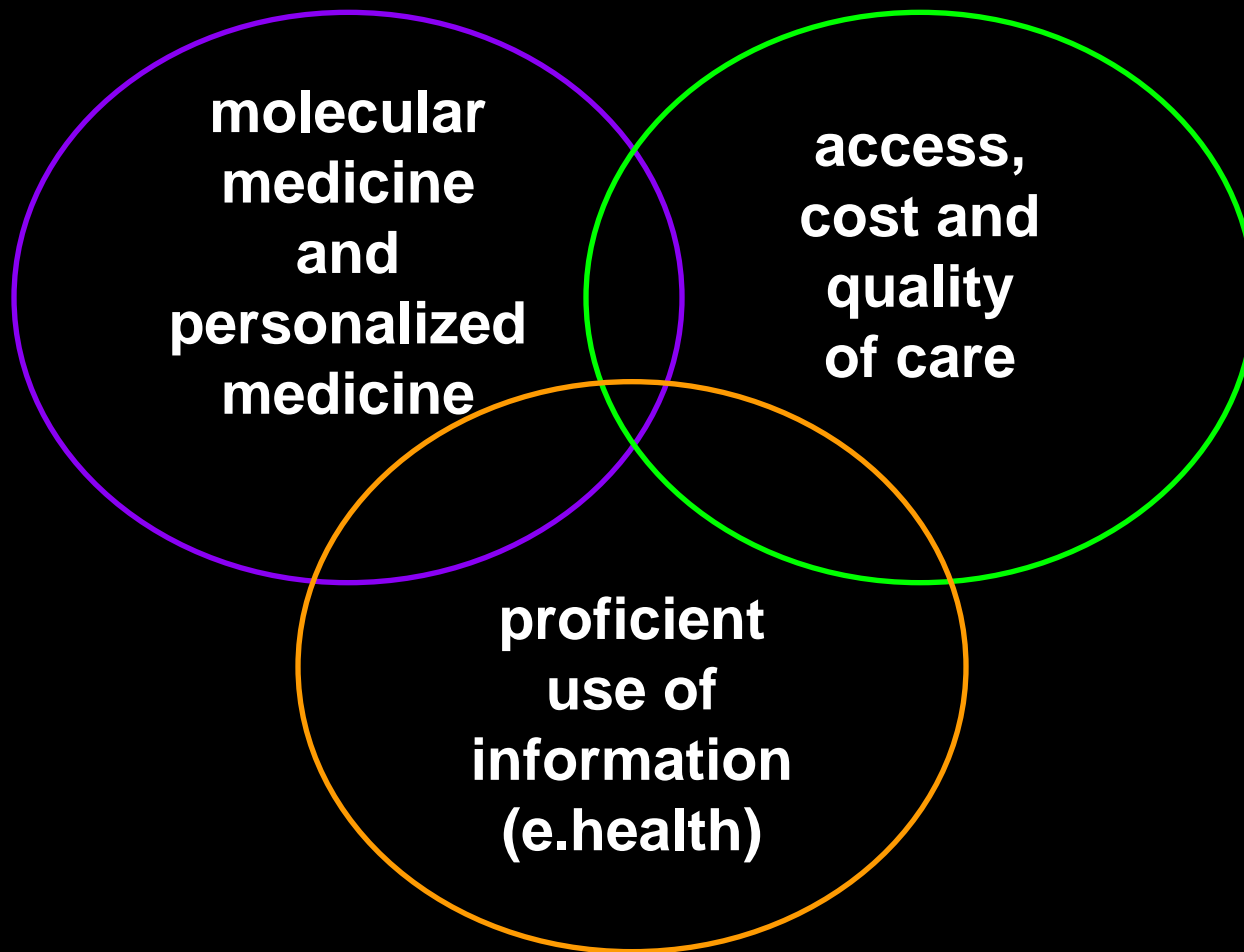 molecular
medicine
and
personalized
medicine
access,
cost and
quality
of care
proficient
use of
information
(e.health)